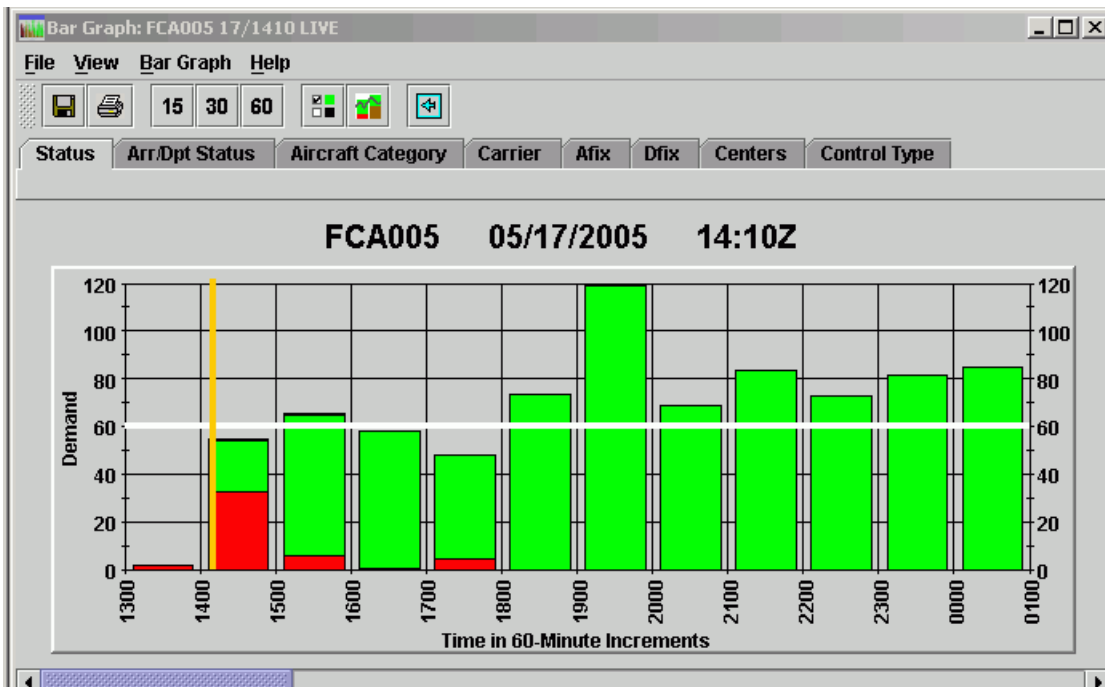 Bar Graph: FCA005 17/1410 LIVE
File View Bar Graph Help
15 30 60
Status Arr/Dpt Status Aircraft Category Carrier Afix Dfix Centers Control Type
FCA005 05/17/2005 14:10Z
120 120
100 100
80 80
60 60
40 40
20 20
0 0
Demand
1300 1400 1500 1600 1700 1800 1900 2000 2100 2200 2300 0000 0100
Time in 60-Minute Increments